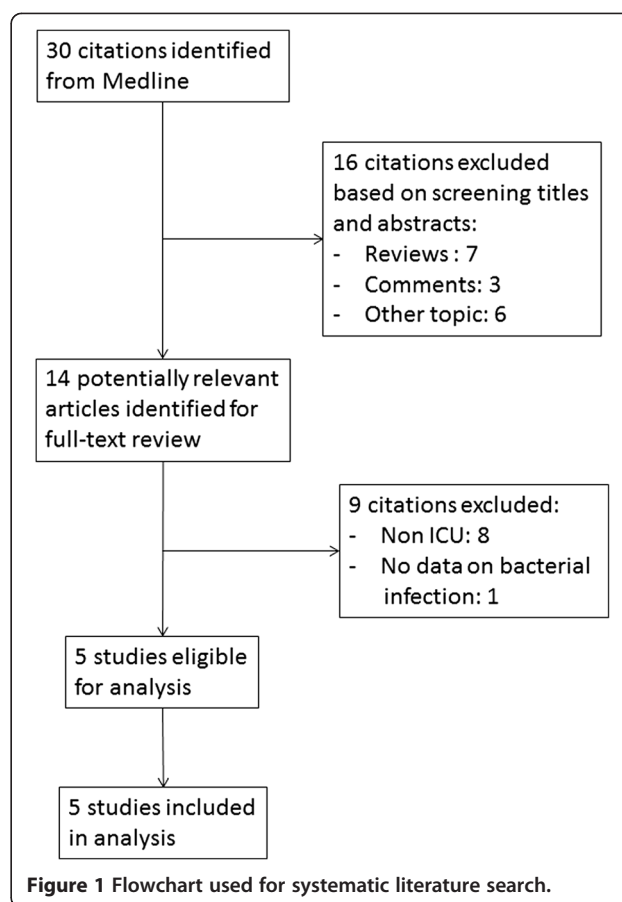 30 citations identified
from Medline
16 citations excluded
based on screening titles
and abstracts:
- Reviews : 7
- Comments: 3
- Other topic: 6
14 potentially relevant
articles identified for
full-text review
9 citations excluded:
- Non ICU: 8
- No data on bacterial
infection: 1
5 studies eligible
for analysis
5 studies included
in analysis
Figure 1 Flowchart used for systematic literature search.